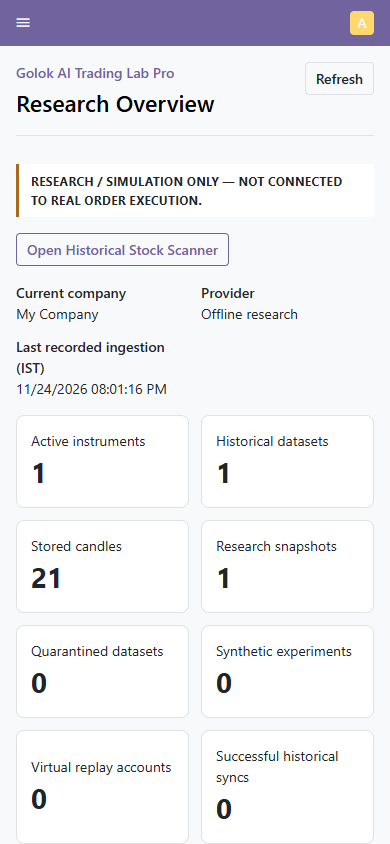 A
Golok AI Trading Lab Pro
Research Overview
Refresh
RESEARCH / SIMULATION ONLY — NOT CONNECTED
TO REAL ORDER EXECUTION.
Open Historical Stock Scanner
Current company
My Company
Provider
Offline research
Last recorded ingestion
(IST)
11/24/2026 08:01:16 PM
Active instruments
1
Historical datasets
1
Stored candles
21
Research snapshots
1
Quarantined datasets
0
Synthetic experiments
0
Virtual replay accounts
0
Successful historical
syncs
0